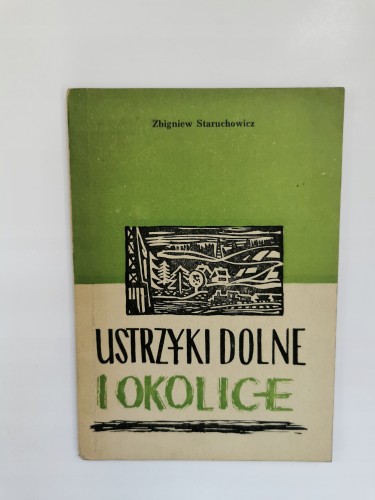 Zbigniew Staruchowicz
USTRZYKI DOLNE
I OKOLICE